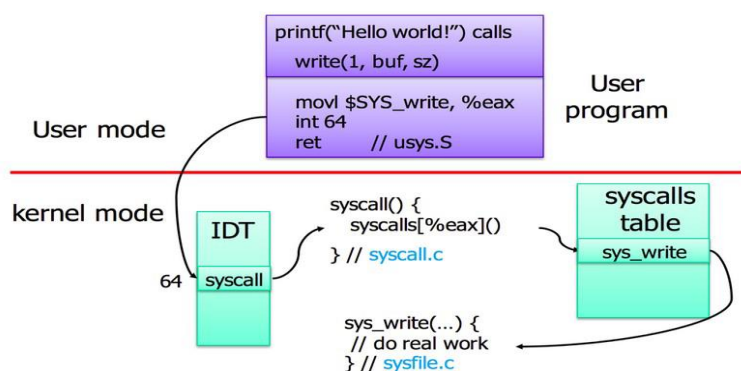 printf(“Hello world!”) calls
write(1, buf, sz)
movl $SYS_write, %eax
int 64
ret // usys.S
User
program
User mode
kernel mode
IDT
64
syscall
syscall() {
syscalls[%eax]()
} // syscall.c
syscalls
table
sys_write
sys_write(...) {
// do real work
} // sysfile.c